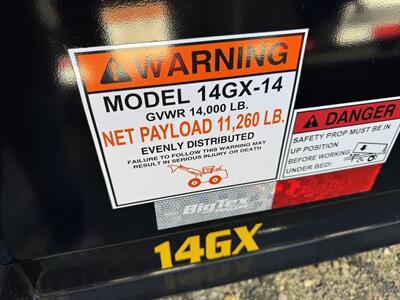 WARNING
MODEL 14GX-14
GVWR 14,000 LB.
NET PAYLOAD 11,260 LB.
EVENLY DISTRIBUTED
FAILURE TO FOLLOW THIS WARNING MAY
RESULT IN SERIOUS INJURY OR DEATH
DANGER
SAFETY PROP MUST BE IN
UP POSITION
BEFORE WORKING
UNDER BED!
BigTex
14GX